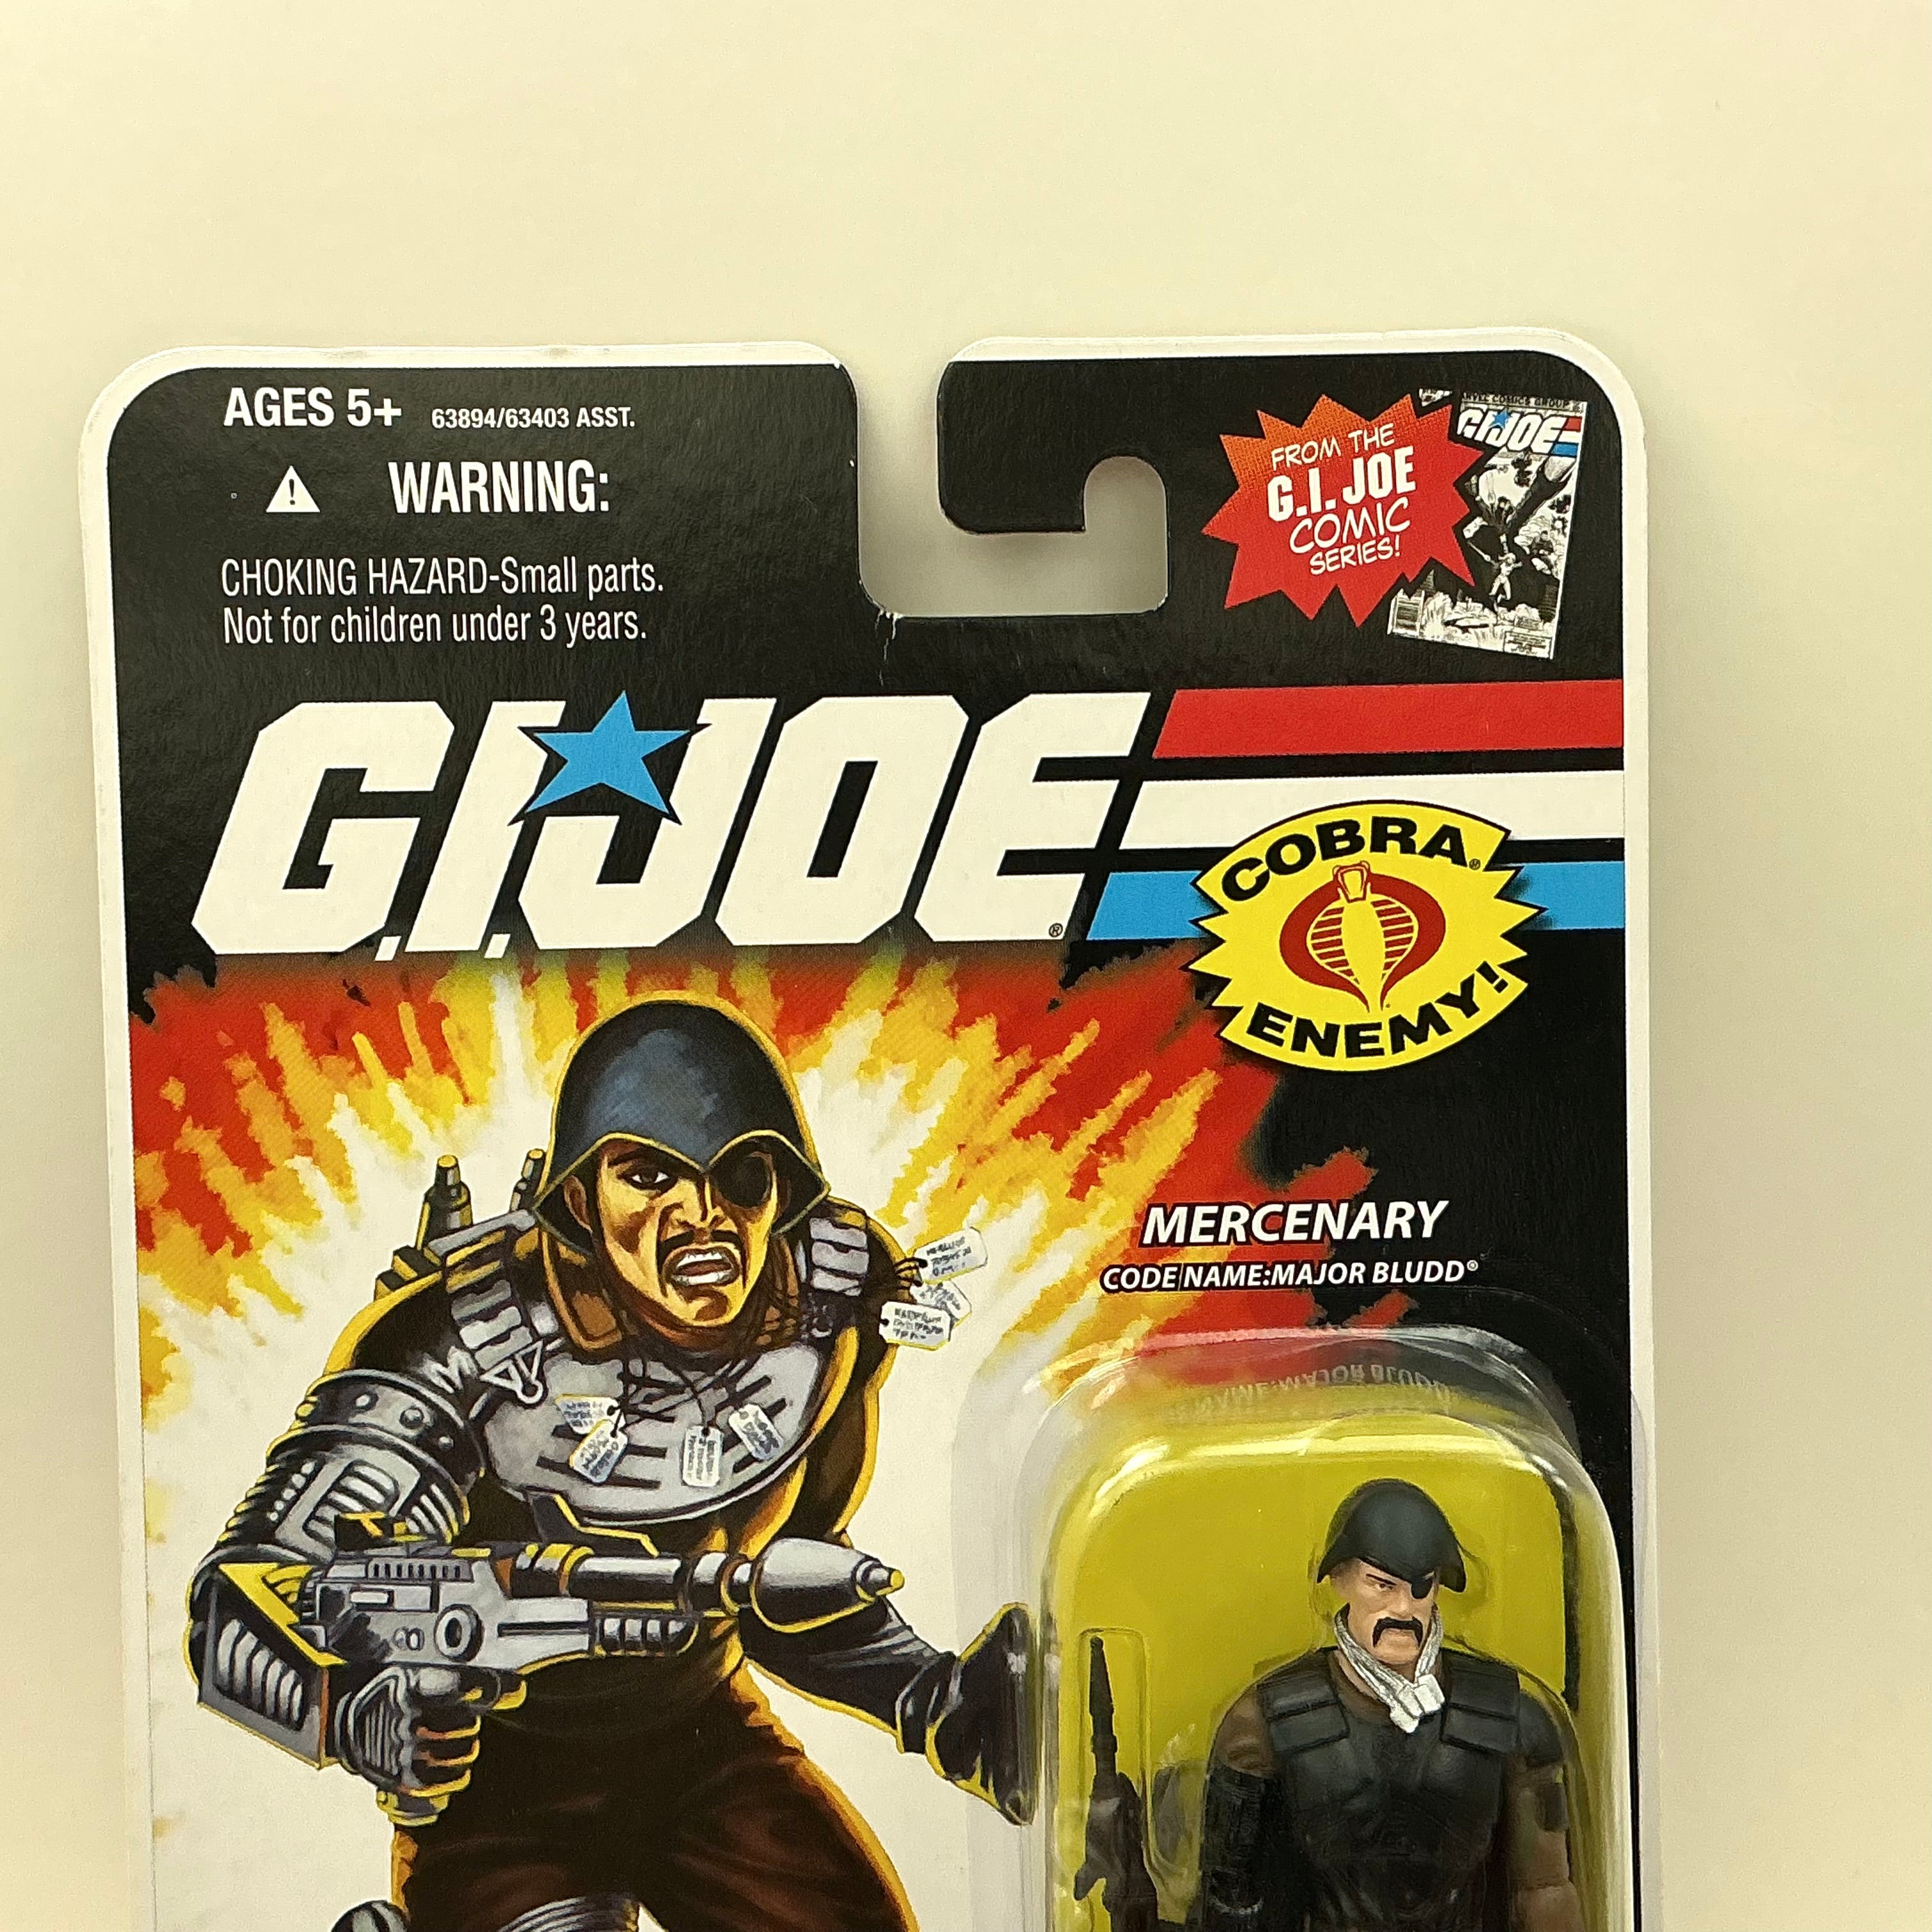 AGES 5+ 63894/63403 ASST.
WARNING:
CHOKING HAZARD-Small parts.
Not for children under 3 years.
FROM THE
G.I. JOE
COMIC
SERIES!
G.I. JOE
G.I. JOE®
COBRA®
ENEMY!
MERCENARY
CODE NAME:MAJOR BLUDD®